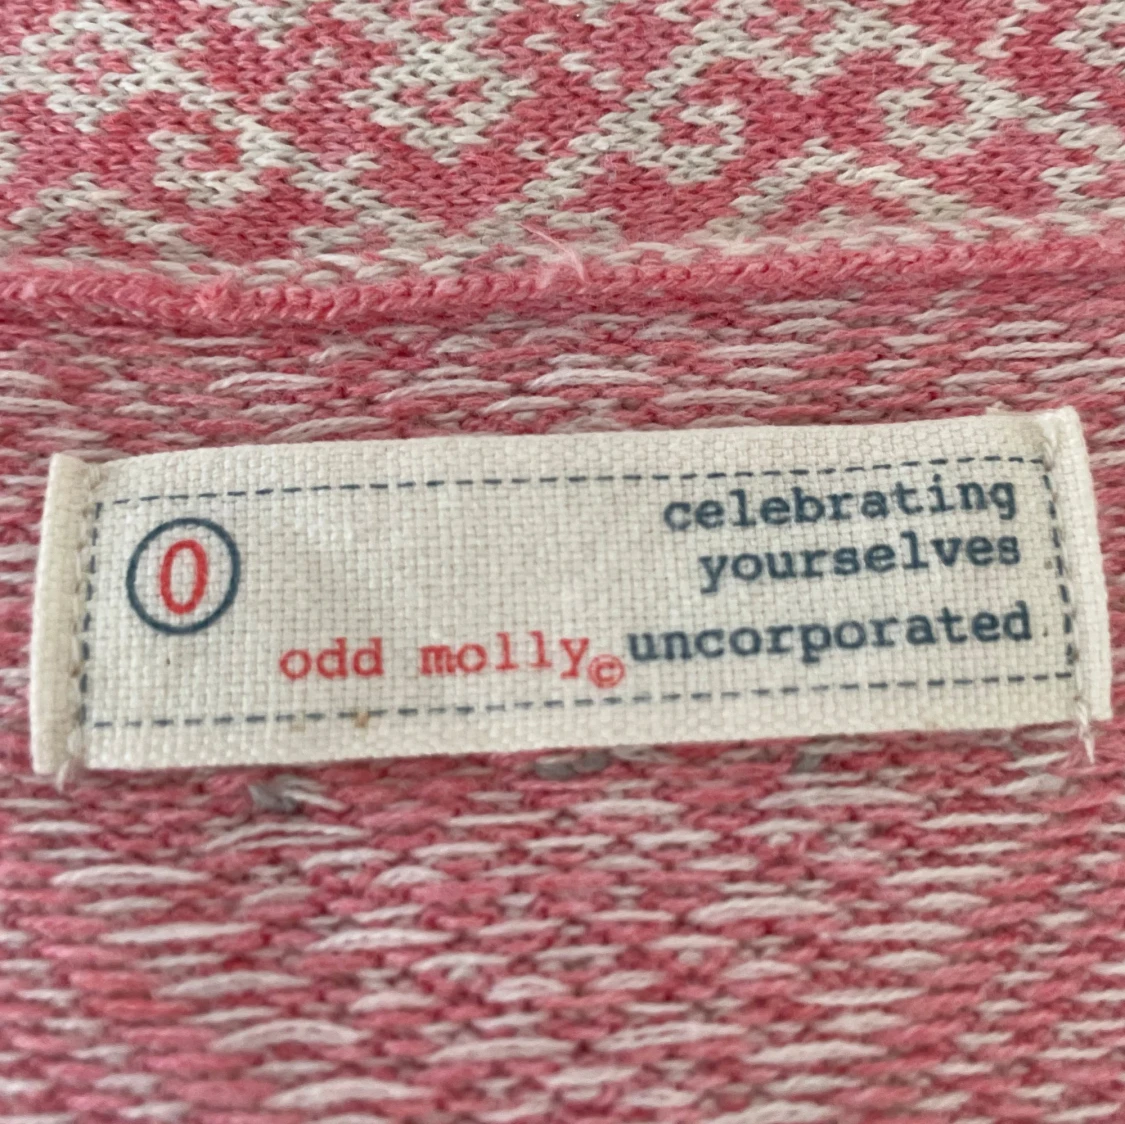 celebrating
yourselves
0
odd molly© uncorporated